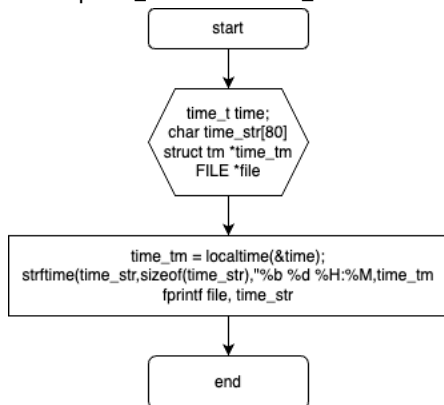 start
time_t time;
char time_str[80]
struct tm *time_tm
FILE *file
time_tm = localtime(&time);
strftime(time_str,sizeof(time_str),"%b %d %H:%M,time_tm
fprintf file, time_str
end